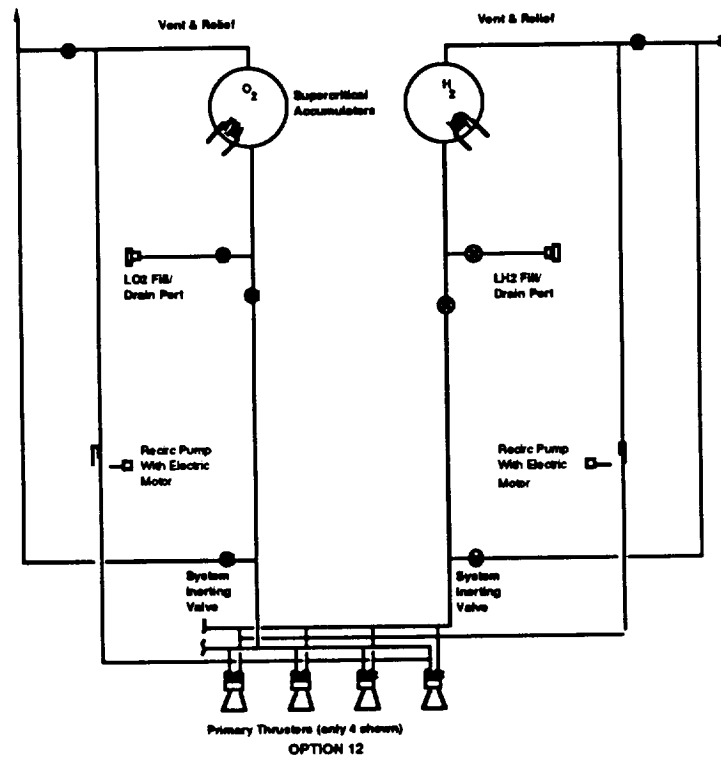 Vent & Relief
Vent & Relief
O2
H2
Supercritical
Accumulators
LO2 Fill/
Drain Port
LH2 Fill/
Drain Port
Recirc Pump
With Electric
Motor
Recirc Pump
With Electric
Motor
System
Inerting
Valve
System
Inerting
Valve
Primary Thrusters (only 4 shown)
OPTION 12